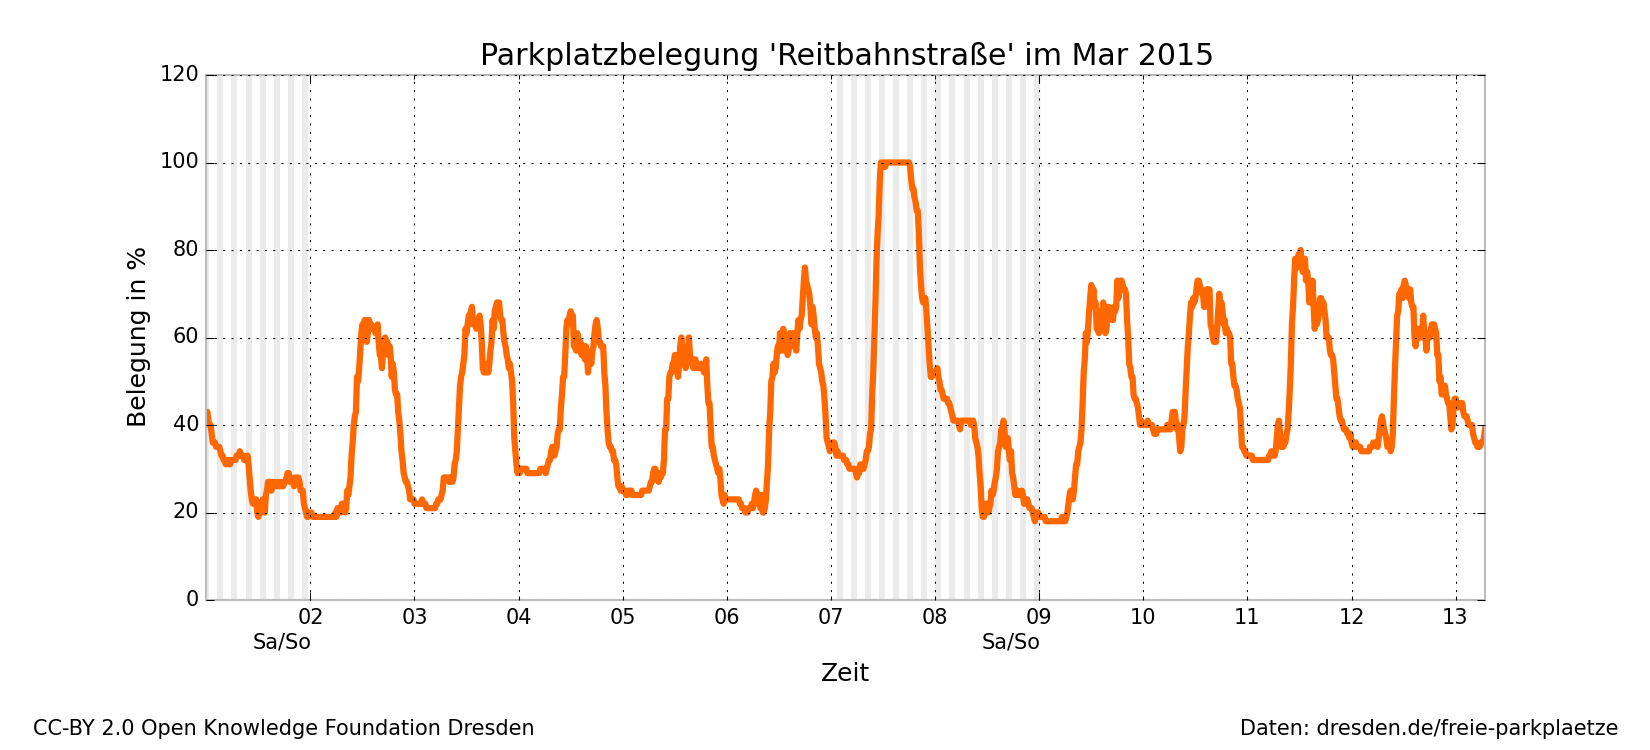 Parkplatzbelegung 'Reitbahnstraße' im Mar 2015
120
100
80
60
40
20
0
Belegung in %
02 03 04 05 06 07 08 09 10 11 12 13
Sa/So Sa/So
Zeit
CC-BY 2.0 Open Knowledge Foundation Dresden
Daten: dresden.de/freie-parkplaetze